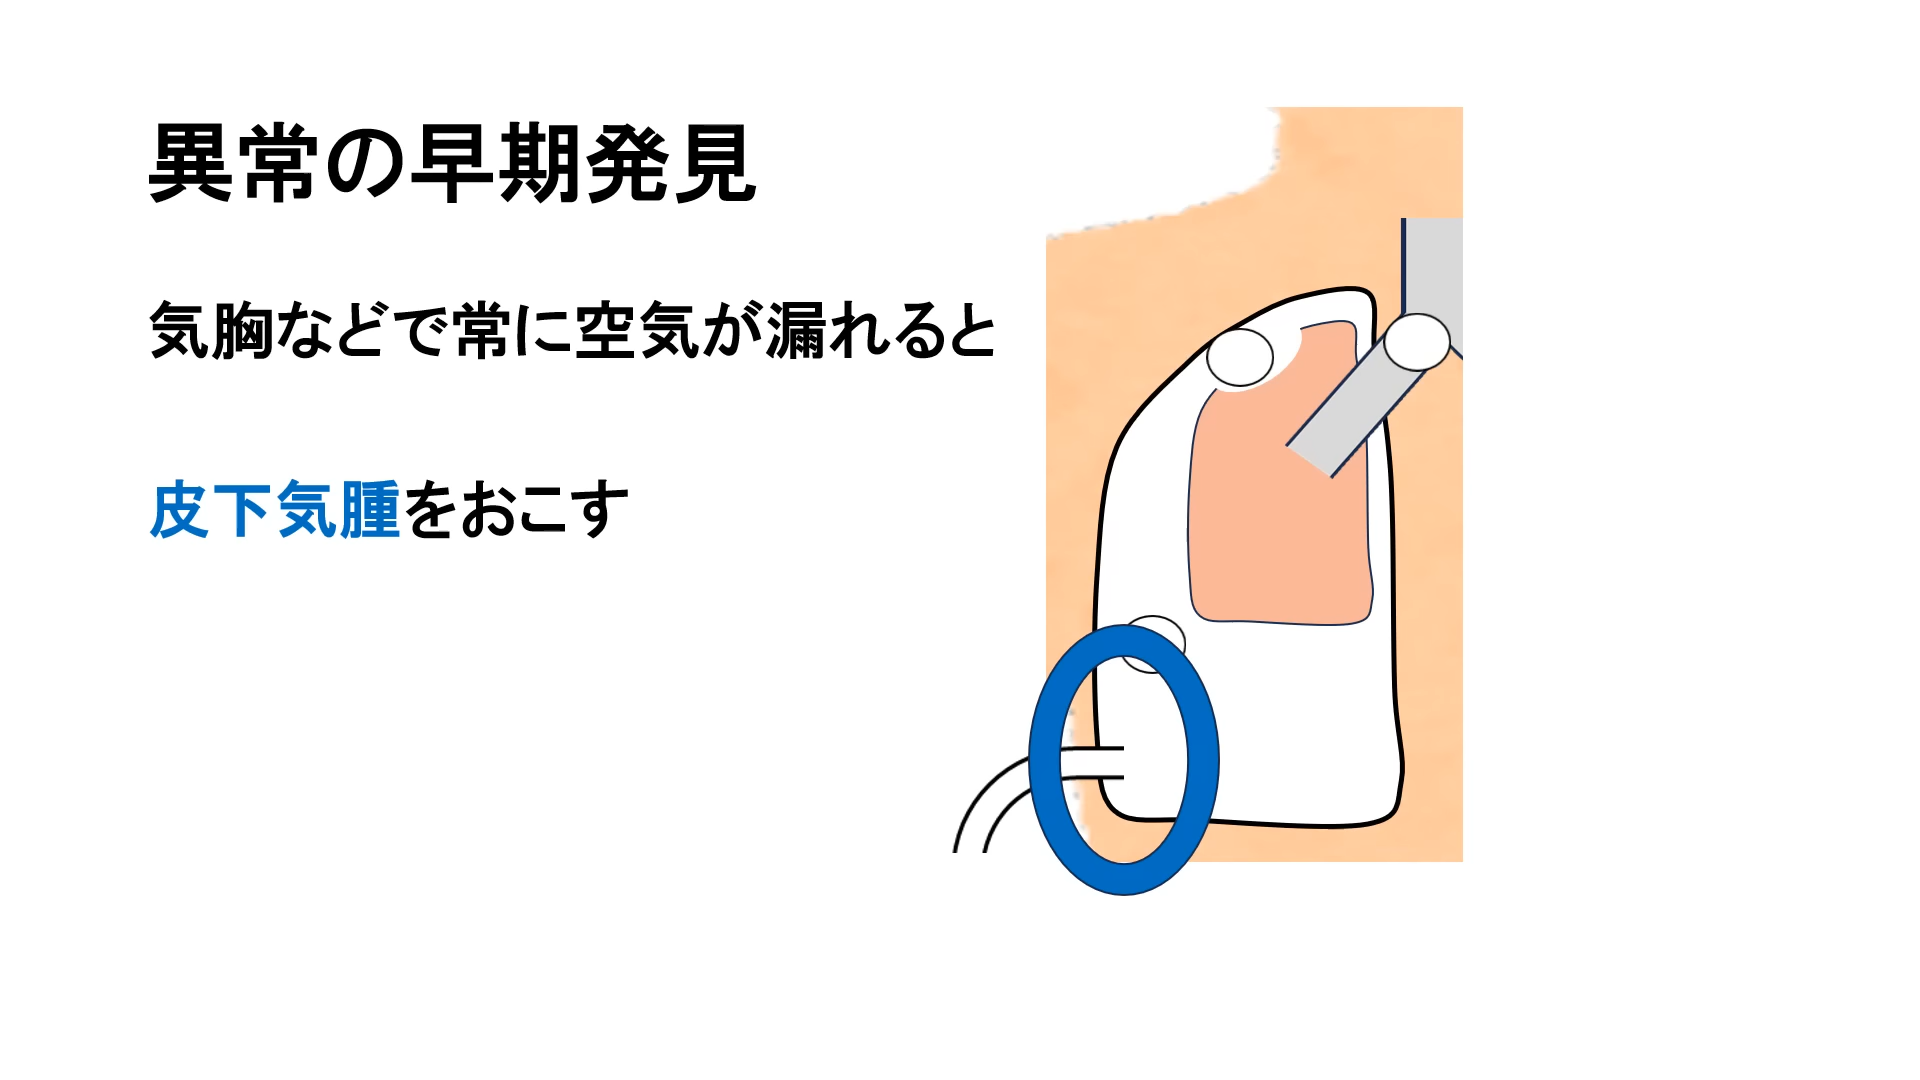 異常の早期発見
気胸などで常に空気が漏れると
皮下気腫をおこす